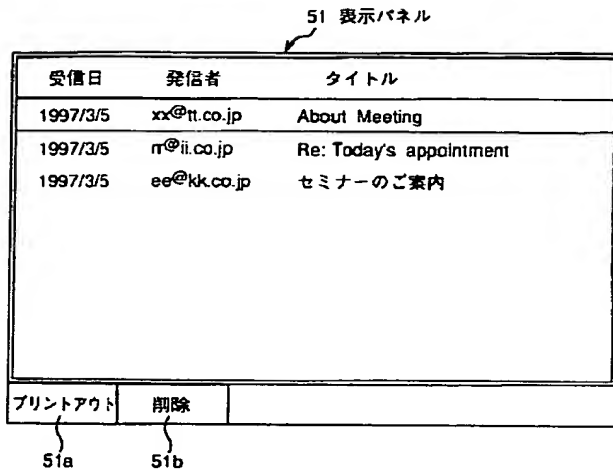 51 表示パネル
受信日 発信者 タイトル
1997/3/5 xx@tt.co.jp About Meeting
1997/3/5 rr@ii.co.jp Re: Today's appointment
1997/3/5 ee@kk.co.jp セミナーのご案内
プリントアウト 削除
51a 51b